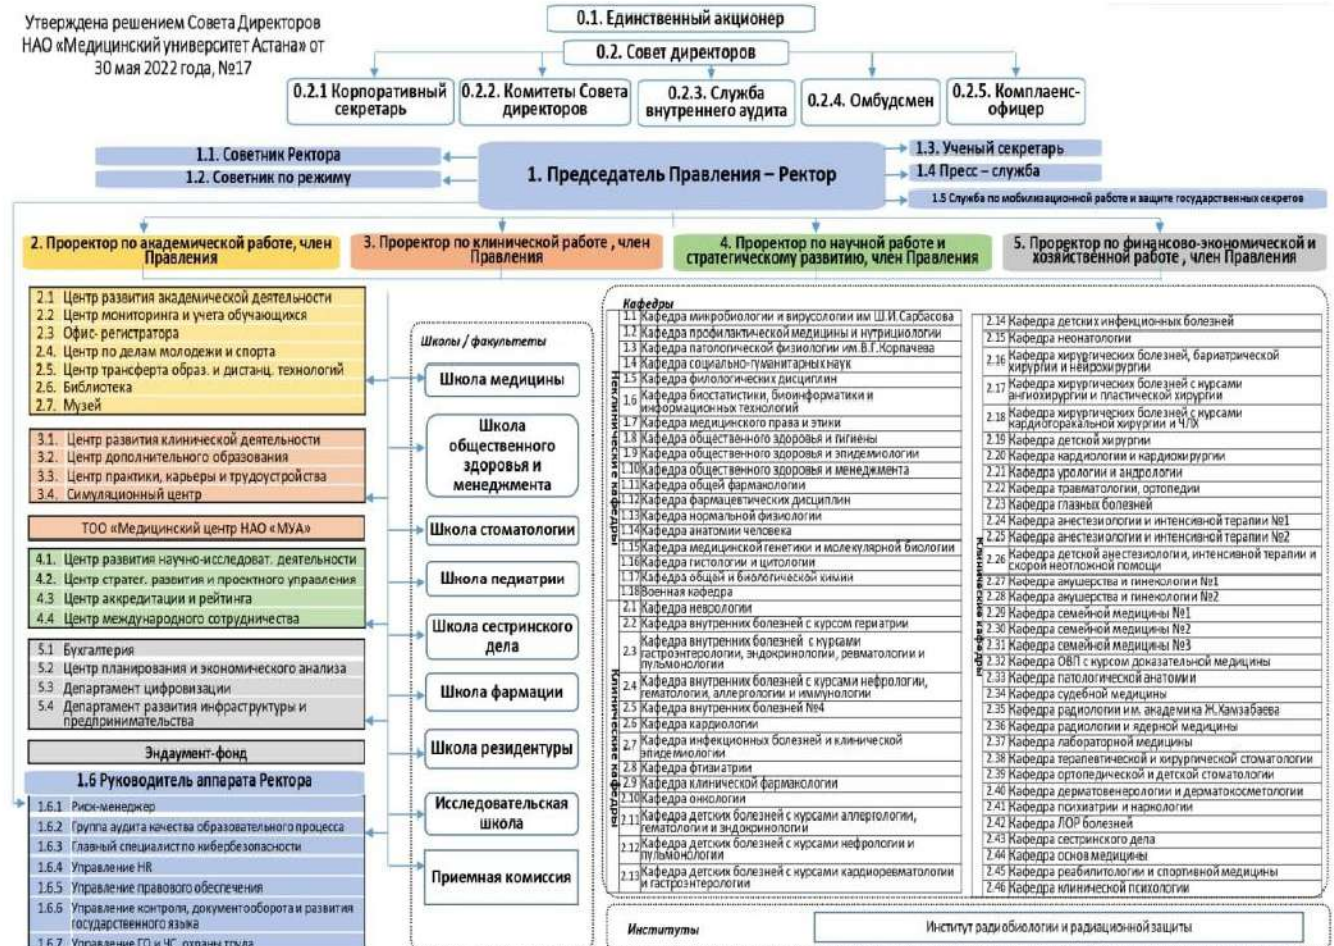 Утверждена решением Совета Директоров
НАО «Медицинский университет Астана» от
30 мая 2022 года, №17
0.1. Единственный акционер
0.2. Совет директоров
0.2.1 Корпоративный
секретарь
0.2.2. Комитеты Совета
директоров
0.2.3. Служба
внутреннего аудита
0.2.4. Омбудсмен
0.2.5. Комплаенс-
офицер
1.1. Советник Ректора
1.2. Советник по режиму
1. Председатель Правления – Ректор
1.3. Ученый секретарь
1.4 Пресс – служба
1.5 Служба по мобилизационной работе и защите государственных секретов
2. Проректор по академической работе, член
Правления
3. Проректор по клинической работе , член
Правления
4. Проректор по научной работе и
стратегическому развитию, член Правления
5. Проректор по финансово-экономической и
хозяйственной работе , член Правления
2.1 Центр развития академической деятельности
2.2 Центр мониторинга и учета обучающихся
2.3 Офис- регистратора
2.4. Центр по делам молодежи и спорта
2.5. Центр трансферта образ. и дистанц. технологий
2.6. Библиотека
2.7. Музей
3.1. Центр развития клинической деятельности
3.2. Центр дополнительного образования
3.3. Центр практики, карьеры и трудоустройства
3.4. Симуляционный центр
ТОО «Медицинский центр НАО «МУА»
4.1. Центр развития научно-исследоват. деятельности
4.2. Центр стратег. развития и проектного управления
4.3 Центр аккредитации и рейтинга
4.4 Центр международного сотрудничества
5.1 Бухгалтерия
5.2 Центр планирования и экономического анализа
5.3 Департамент цифровизации
5.4 Департамент развития инфраструктуры и
предпринимательства
Эндаумент-фонд
1.6 Руководитель аппарата Ректора
1.6.1 Риск-менеджер
1.6.2 Группа аудита качества образовательного процесса
1.6.3 Главный специалист по кибербезопасности
1.6.4 Управление HR
1.6.5 Управление правового обеспечения
1.6.6 Управление контроля, документооборота и развития
государственного языка
1.6.7 Управление ГО и ЧС, охраны труда
Школы / факультеты
Школа медицины
Школа
общественного
здоровья и
менеджмента
Школа стоматологии
Школа педиатрии
Школа сестринского
дела
Школа фармации
Школа резидентуры
Исследовательская
школа
Приемная комиссия
Кафедры
Неклинические кафедры
1.1 Кафедра микробиологии и вирусологии им Ш.И.Сарбасова
1.2 Кафедра профилактической медицины и нутрициологии
1.3 Кафедра патологической физиологии им.В.Г.Корпачева
1.4 Кафедра социально-гуманитарных наук
1.5 Кафедра филологических дисциплин
1.6 Кафедра биостатистики, биоинформатики и
информационных технологий
1.7 Кафедра медицинского права и этики
1.8 Кафедра общественного здоровья и гигиены
1.9 Кафедра общественного здоровья и эпидемиологии
1.10 Кафедра общественного здоровья и менеджмента
1.11 Кафедра общей фармакологии
1.12 Кафедра фармацевтических дисциплин
1.13 Кафедра нормальной физиологии
1.14 Кафедра анатомии человека
1.15 Кафедра медицинской генетики и молекулярной биологии
1.16 Кафедра гистологии и цитологии
1.17 Кафедра общей и биологической химии
1.18 Военная кафедра
Клинические кафедры
2.1 Кафедра неврологии
2.2 Кафедра внутренних болезней с курсом гериатрии
2.3 Кафедра внутренних болезней с курсами
гастроэнтерологии, эндокринологии, ревматологии и
пульмонологии
2.4 Кафедра внутренних болезней с курсами нефрологии,
гематологии, аллергологии и иммунологии
2.5 Кафедра внутренних болезней №4
2.6 Кафедра кардиологии
2.7 Кафедра инфекционных болезней и клинической
эпидемиологии
2.8 Кафедра фтизиатрии
2.9 Кафедра клинической фармакологии
2.10 Кафедра онкологии
2.11 Кафедра детских болезней с курсами аллергологии,
гематологии и эндокринологии
2.12 Кафедра детских болезней с курсами нефрологии и
пульмонологии
2.13 Кафедра детских болезней с курсами кардиоревматологии
и гастроэнтерологии
Клинические кафедры
2.14 Кафедра детских инфекционных болезней
2.15 Кафедра неонатологии
2.16 Кафедра хирургических болезней, бариатрической
хирургии и нейрохирургии
2.17 Кафедра хирургических болезней с курсами
ангиохирургии и пластической хирургии
2.18 Кафедра хирургических болезней с курсами
кардиоторакальной хирургии и ЧЛХ
2.19 Кафедра детской хирургии
2.20 Кафедра кардиологии и кардиохирургии
2.21 Кафедра урологии и андрологии
2.22 Кафедра травматологии, ортопедии
2.23 Кафедра глазных болезней
2.24 Кафедра анестезиологии и интенсивной терапии №1
2.25 Кафедра анестезиологии и интенсивной терапии №2
2.26 Кафедра детской анестезиологии, интенсивной терапии и
скорой неотложной помощи
2.27 Кафедра акушерства и гинекологии №1
2.28 Кафедра акушерства и гинекологии №2
2.29 Кафедра семейной медицины №1
2.30 Кафедра семейной медицины №2
2.31 Кафедра семейной медицины №3
2.32 Кафедра ОВП с курсом доказательной медицины
2.33 Кафедра патологической анатомии
2.34 Кафедра судебной медицины
2.35 Кафедра радиологии им. академика Ж.Хамзабаева
2.36 Кафедра радиологии и ядерной медицины
2.37 Кафедра лабораторной медицины
2.38 Кафедра терапевтической и хирургической стоматологии
2.39 Кафедра ортопедической и детской стоматологии
2.40 Кафедра дерматовенерологии и дерматокосметологии
2.41 Кафедра психиатрии и наркологии
2.42 Кафедра ЛОР болезней
2.43 Кафедра сестринского дела
2.44 Кафедра основ медицины
2.45 Кафедра реабилитологии и спортивной медицины
2.46 Кафедра клинической психологии
Институты
Институт радиобиологии и радиационной защиты